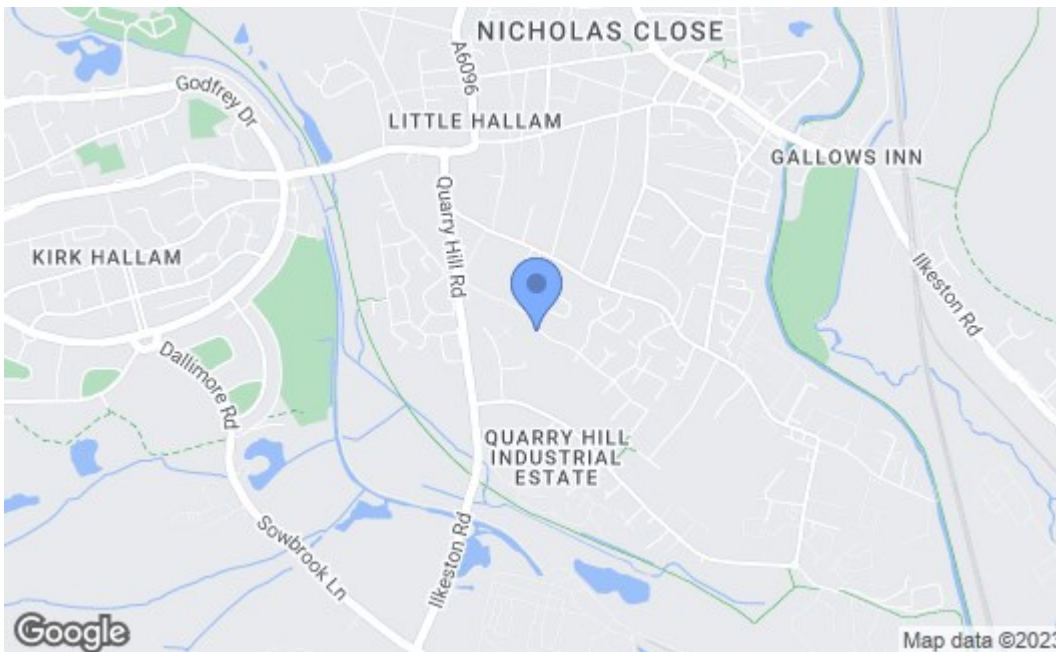 NICHOLAS CLOSE
A6096
Godfrey Dr
LITTLE HALLAM
GALLOWS INN
Quarry Hill Rd
KIRK HALLAM
Ilkeston Rd
Dallimore Rd
QUARRY HILL
INDUSTRIAL
ESTATE
Sowbrook Ln
Ilkeston Rd
Google
Map data ©2023